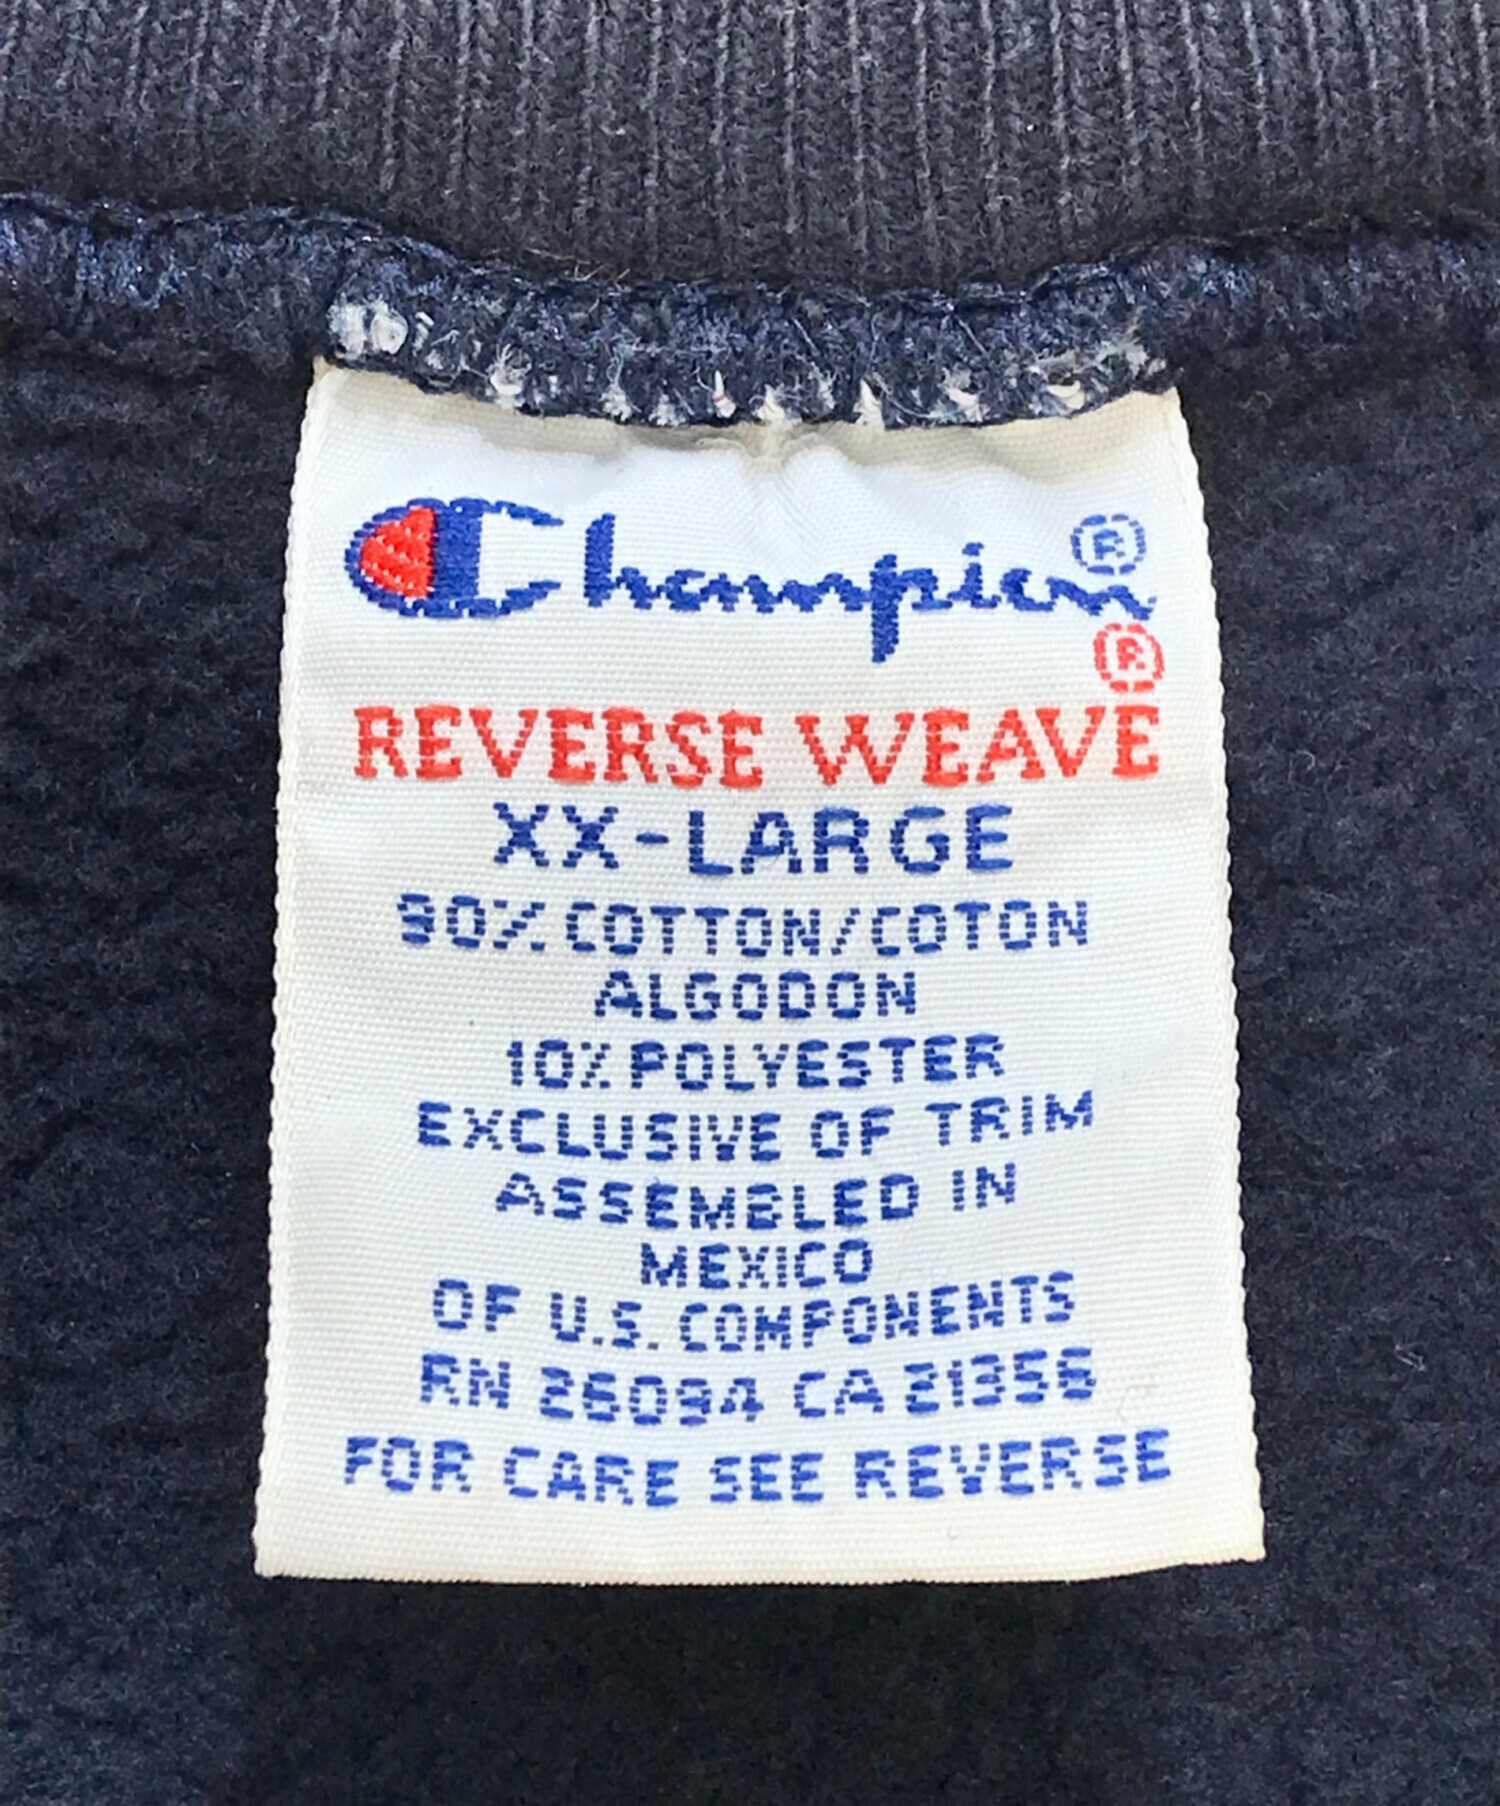 Champion®
®
REVERSE WEAVE
XX-LARGE
90% COTTON/COTON
ALGODON
10% POLYESTER
EXCLUSIVE OF TRIM
ASSEMBLED IN
MEXICO
OF U.S. COMPONENTS
RN 26094 CA 21356
FOR CARE SEE REVERSE